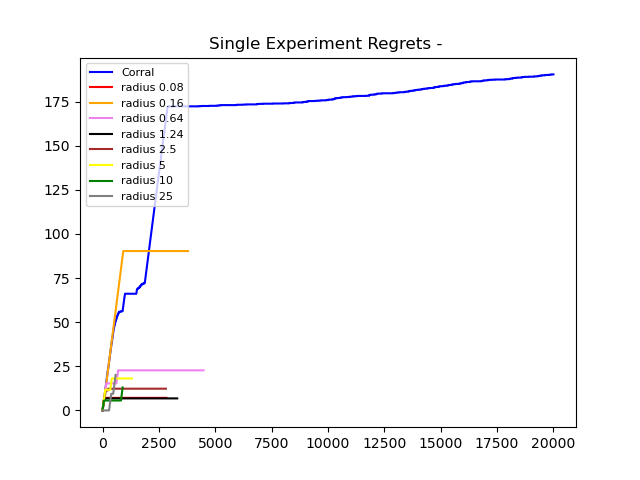 Single Experiment Regrets -
Corral
radius 0.08
radius 0.16
radius 0.64
radius 1.24
radius 2.5
radius 5
radius 10
radius 25
175
150
125
100
75
50
25
0
0 2500 5000 7500 10000 12500 15000 17500 20000